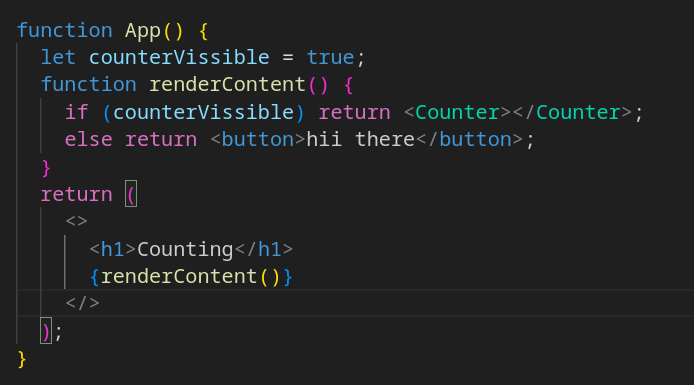 function App() {
let counterVissible = true;
function renderContent() {
if (counterVissible) return <Counter></Counter>;
else return <button>hii there</button>;
}
return (
<>
<h1>Counting</h1>
{renderContent()}
</>
);
}